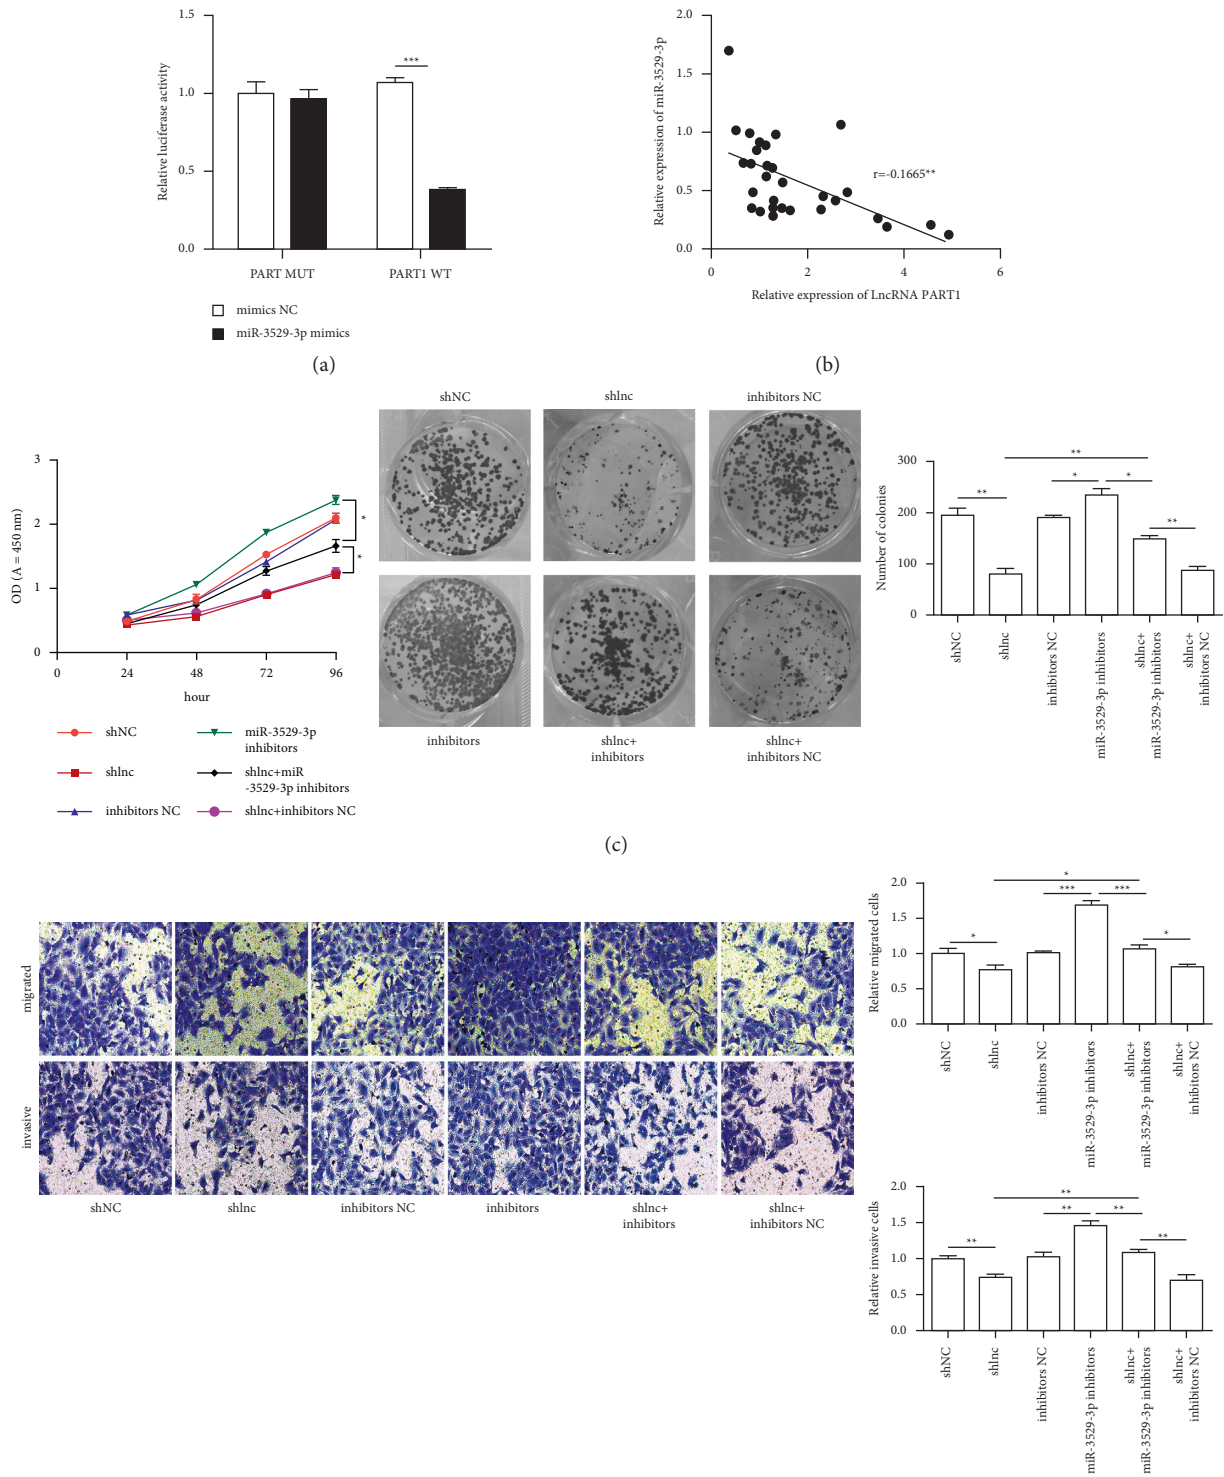 1.5
1.0
0.5
0.0
Relative luciferase activity
***
PART MUT
PART1 WT
mimics NC
miR-3529-3p mimics
(a)
2.0
1.5
1.0
0.5
0.0
Relative expression of miR-3529-3p
r=-0.1665**
0
2
4
6
Relative expression of LncRNA PART1
(b)
3
2
1
0
OD (A = 450 nm)
*
*
0
24
48
72
96
hour
shNC
miR-3529-3p
inhibitors
shlnc
shlnc+miR
-3529-3p inhibitors
inhibitors NC
shlnc+inhibitors NC
shNC
shlnc
inhibitors NC
inhibitors
shlnc+
inhibitors
shlnc+
inhibitors NC
300
200
100
0
Number of colonies
**
**
*
*
**
shNC
shlnc
inhibitors NC
miR-3529-3p inhibitors
shlnc+
miR-3529-3p inhibitors
shlnc+
inhibitors NC
(c)
migrated
invasive
shNC
shlnc
inhibitors NC
inhibitors
shlnc+
inhibitors
shlnc+
inhibitors NC
2.0
1.5
1.0
0.5
0.0
Relative migrated cells
*
*
***
***
*
shNC
shlnc
inhibitors NC
miR-3529-3p inhibitors
shlnc+
miR-3529-3p inhibitors
shlnc+
inhibitors NC
2.0
1.5
1.0
0.5
0.0
Relative invasive cells
**
**
**
**
**
shNC
shlnc
inhibitors NC
miR-3529-3p inhibitors
shlnc+
miR-3529-3p inhibitors
shlnc+
inhibitors NC